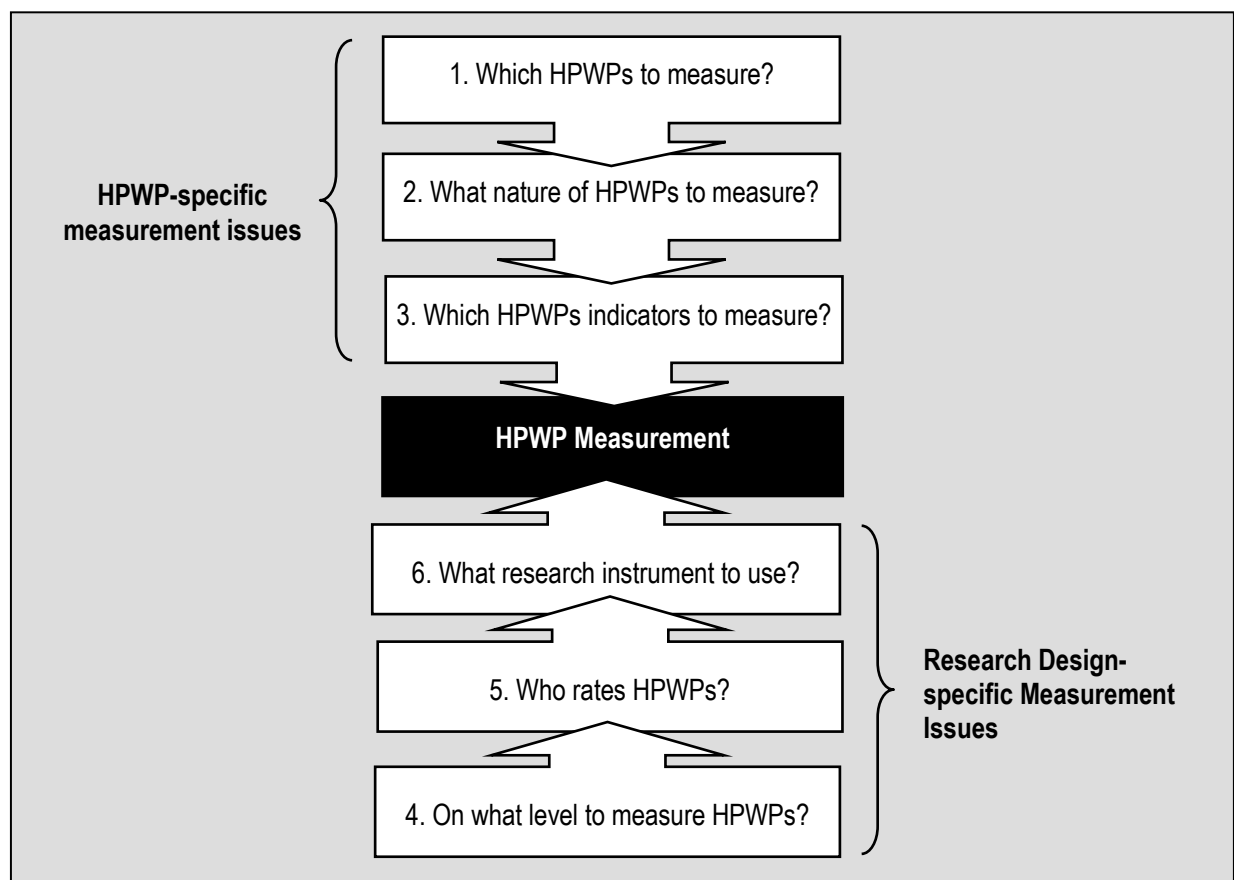 1. Which HPWPs to measure?
HPWP-specific
measurement issues
2. What nature of HPWPs to measure?
3. Which HPWPs indicators to measure?
HPWP Measurement
6. What research instrument to use?
5. Who rates HPWPs?
Research Design-
specific Measurement
Issues
4. On what level to measure HPWPs?